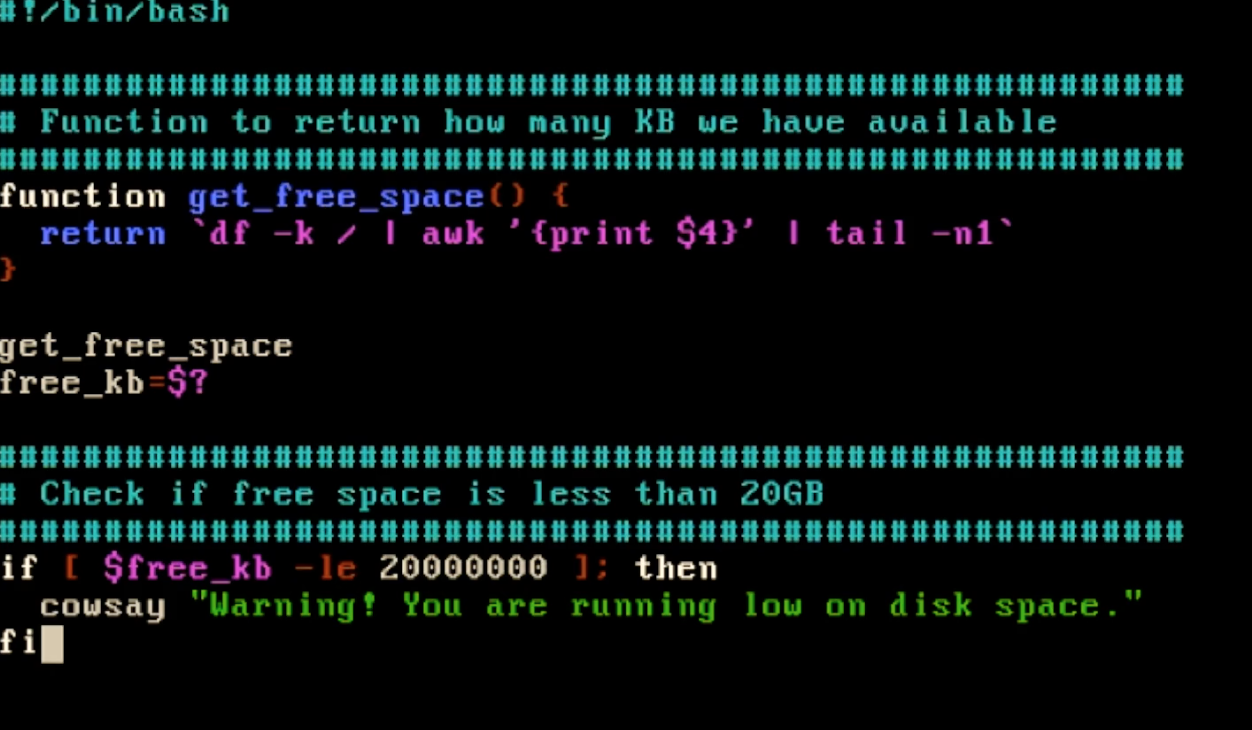 #!/bin/bash
########################################################
# Function to return how many KB we have available
########################################################
function get_free_space() {
  return `df -k / | awk '{print $4}' | tail -n1`
}
get_free_space
free_kb=$?
########################################################
# Check if free space is less than 20GB
########################################################
if [ $free_kb -le 20000000 ]; then
  cowsay "Warning! You are running low on disk space."
fi